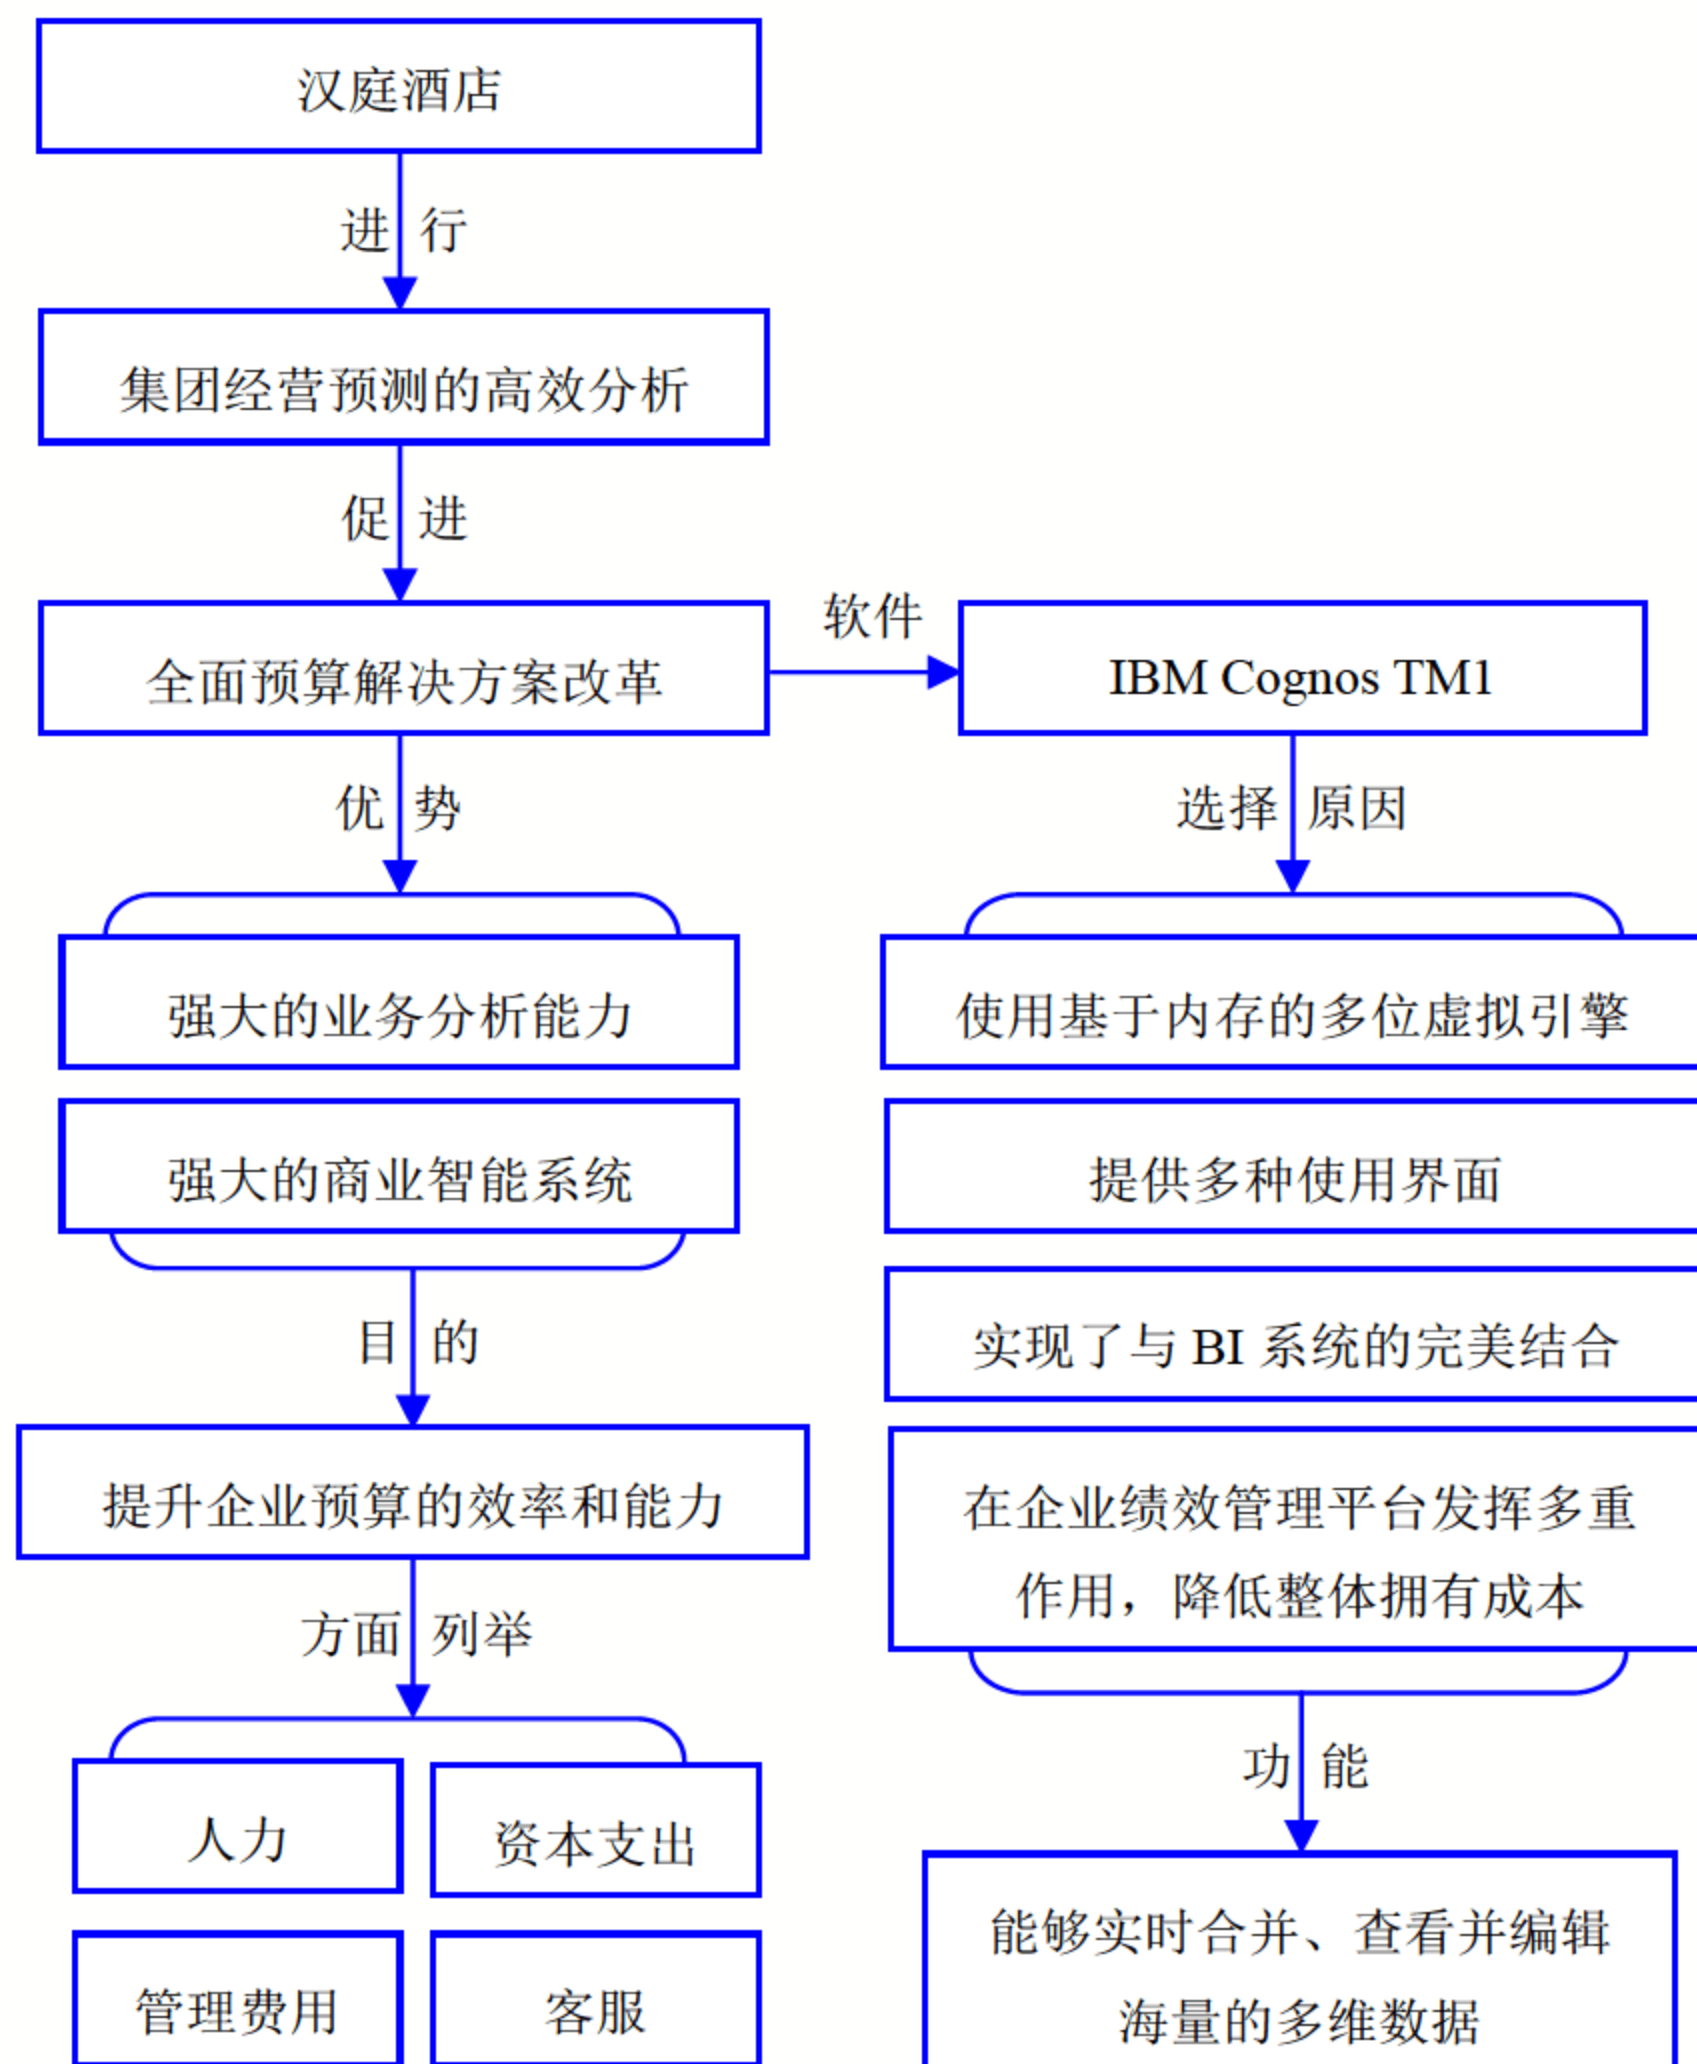 汉庭酒店
进行
集团经营预测的高效分析
促进
全面预算解决方案改革
软件
IBM Cognos TM1
优势
选择原因
强大的业务分析能力
使用基于内存的多位虚拟引擎
强大的商业智能系统
提供多种使用界面
目的
实现了与 BI 系统的完美结合
提升企业预算的效率和能力
在企业绩效管理平台发挥多重
作用，降低整体拥有成本
方面列举
功能
人力
资本支出
能够实时合并、查看并编辑
海量的多维数据
管理费用
客服